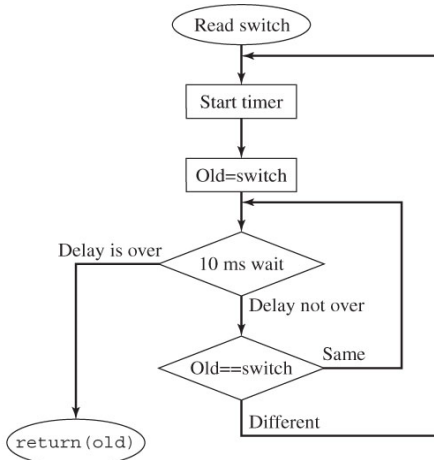 Read switch
Start timer
Old=switch
Delay is over
10 ms wait
Delay not over
Old==switch
Same
Different
return(old)